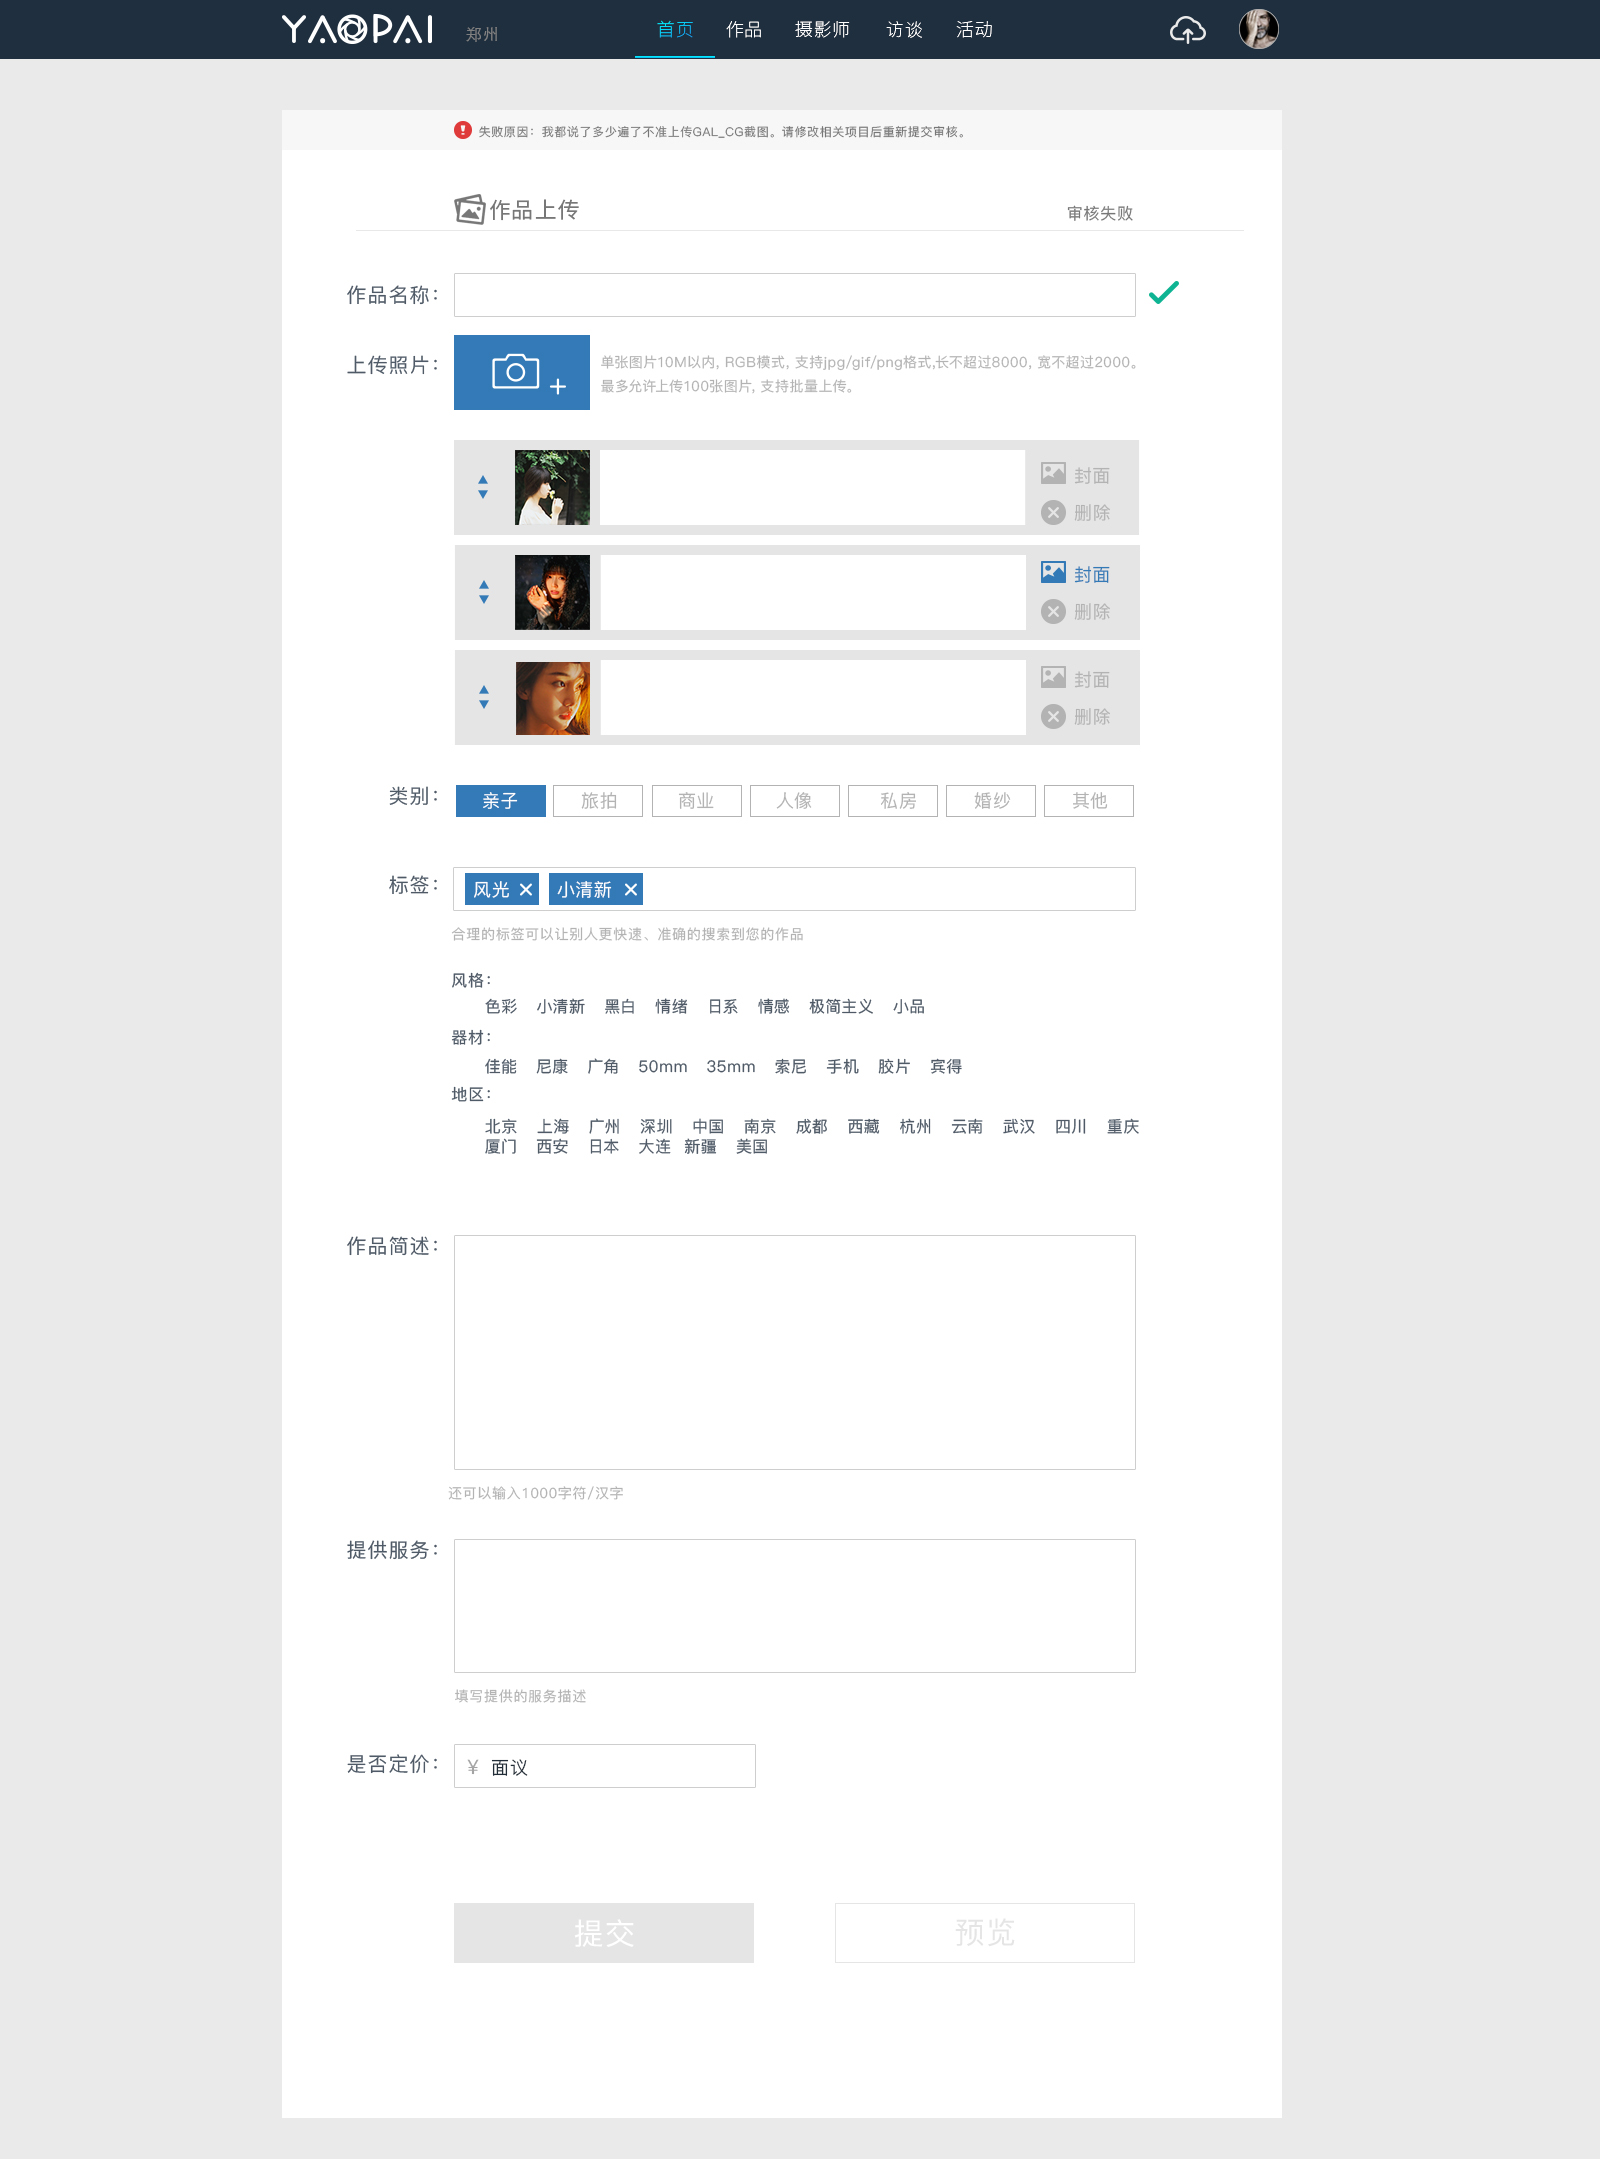 YAOPAI 郑州 首页 作品 摄影师 访谈 活动
失败原因：我都说了多少遍了不准上传GAL_CG截图。请修改相关项目后重新提交审核。
作品上传 审核失败
作品名称：
上传照片： 单张图片10M以内, RGB模式, 支持jpg/gif/png格式,长不超过8000, 宽不超过2000。
最多允许上传100张图片, 支持批量上传。
封面
删除
封面
删除
封面
删除
类别： 亲子 旅拍 商业 人像 私房 婚纱 其他
标签： 风光 小清新
合理的标签可以让别人更快速、准确的搜索到您的作品
风格：
色彩 小清新 黑白 情绪 日系 情感 极简主义 小品
器材：
佳能 尼康 广角 50mm 35mm 索尼 手机 胶片 宾得
地区：
北京 上海 广州 深圳 中国 南京 成都 西藏 杭州 云南 武汉 四川 重庆
厦门 西安 日本 大连 新疆 美国
作品简述：
还可以输入1000字符/汉字
提供服务：
填写提供的服务描述
是否定价： ¥ 面议
提交 预览